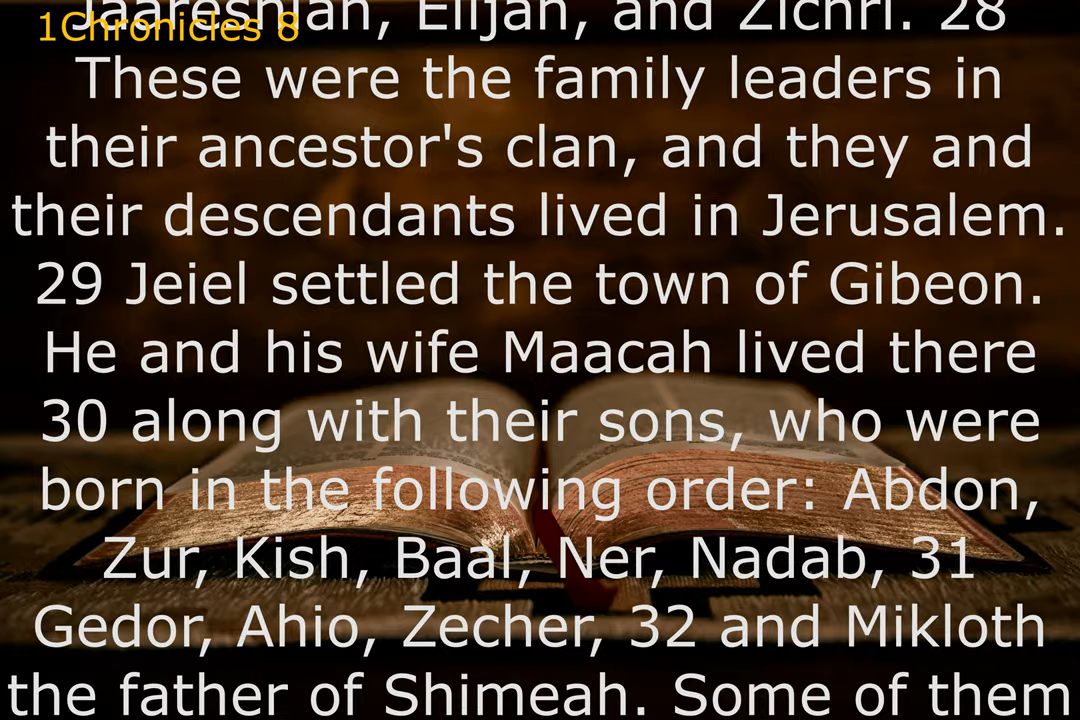 1Chronicles 8
Jaareshiah, Elijah, and Zichri. 28
These were the family leaders in
their ancestor's clan, and they and
their descendants lived in Jerusalem.
29 Jeiel settled the town of Gibeon.
He and his wife Maacah lived there
30 along with their sons, who were
born in the following order: Abdon,
Zur, Kish, Baal, Ner, Nadab, 31
Gedor, Ahio, Zecher, 32 and Mikloth
the father of Shimeah. Some of them